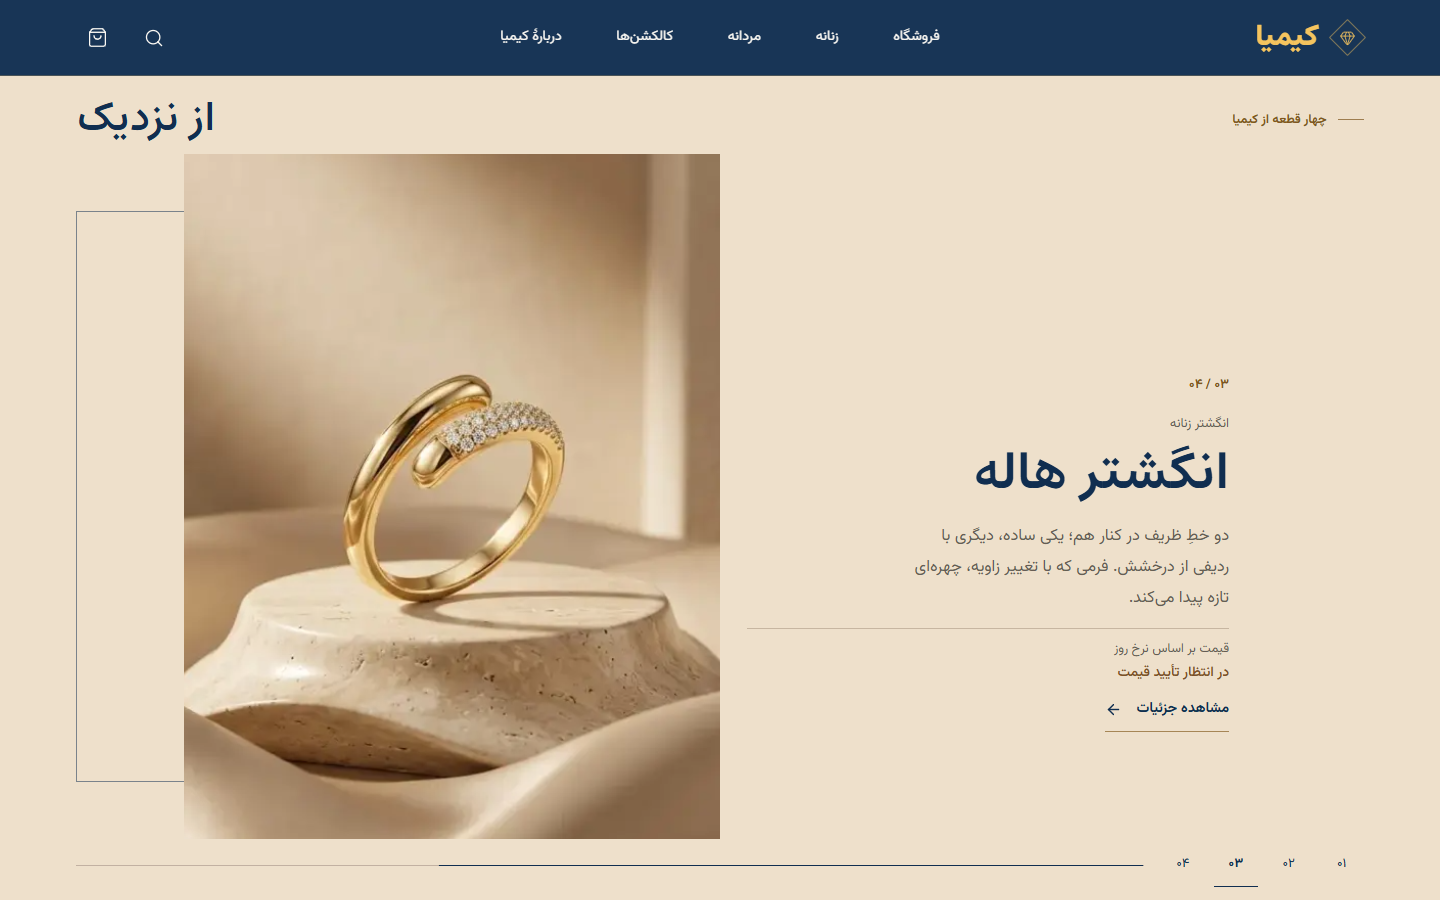 کیمیا
فروشگاه
زنانه
مردانه
کالکشن‌ها
دربارهٔ کیمیا
چهار قطعه از کیمیا
از نزدیک
۰۳ / ۰۴
انگشتر زنانه
انگشتر هاله
دو خطِ ظریف در کنار هم؛ یکی ساده، دیگری با
ردیفی از درخشش. فرمی که با تغییر زاویه، چهره‌ای
تازه پیدا می‌کند.
قیمت بر اساس نرخ روز
در انتظار تأیید قیمت
مشاهده جزئیات
۰۱
۰۲
۰۳
۰۴